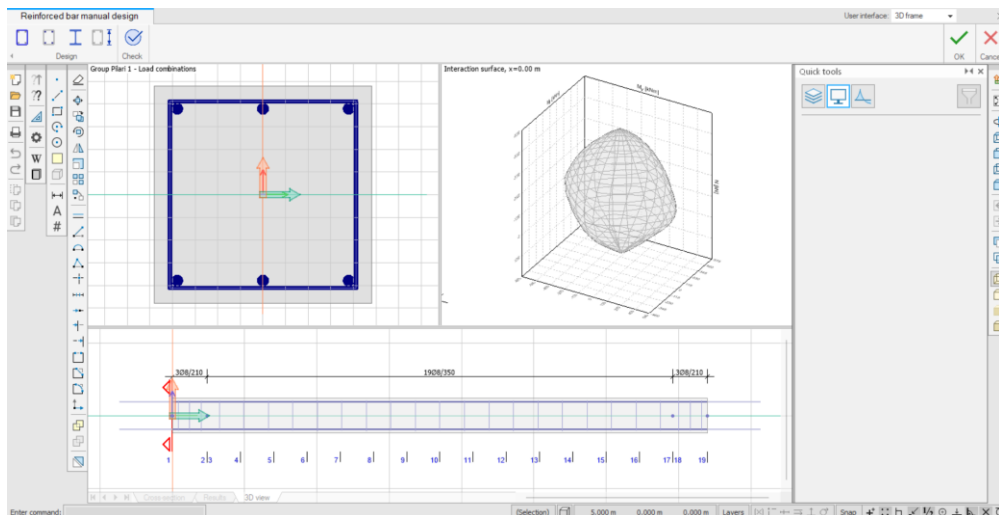 Reinforced bar manual design
User interface: 3D frame
Design
Check
OK
Cance
Group Pilari 1 - Load combinations
Interaction surface, x=0.00 m
Quick tools
??
W
A
#
3Ø8/210
19Ø8/350
3Ø8/210
1 2 3 4 5 6 7 8 9 10 11 12 13 14 15 16 17 18 19
Cross-section
Results
3D view
Enter command:
(Selection)
5.000 m
0.000 m
0.000 m
Layers
Snap